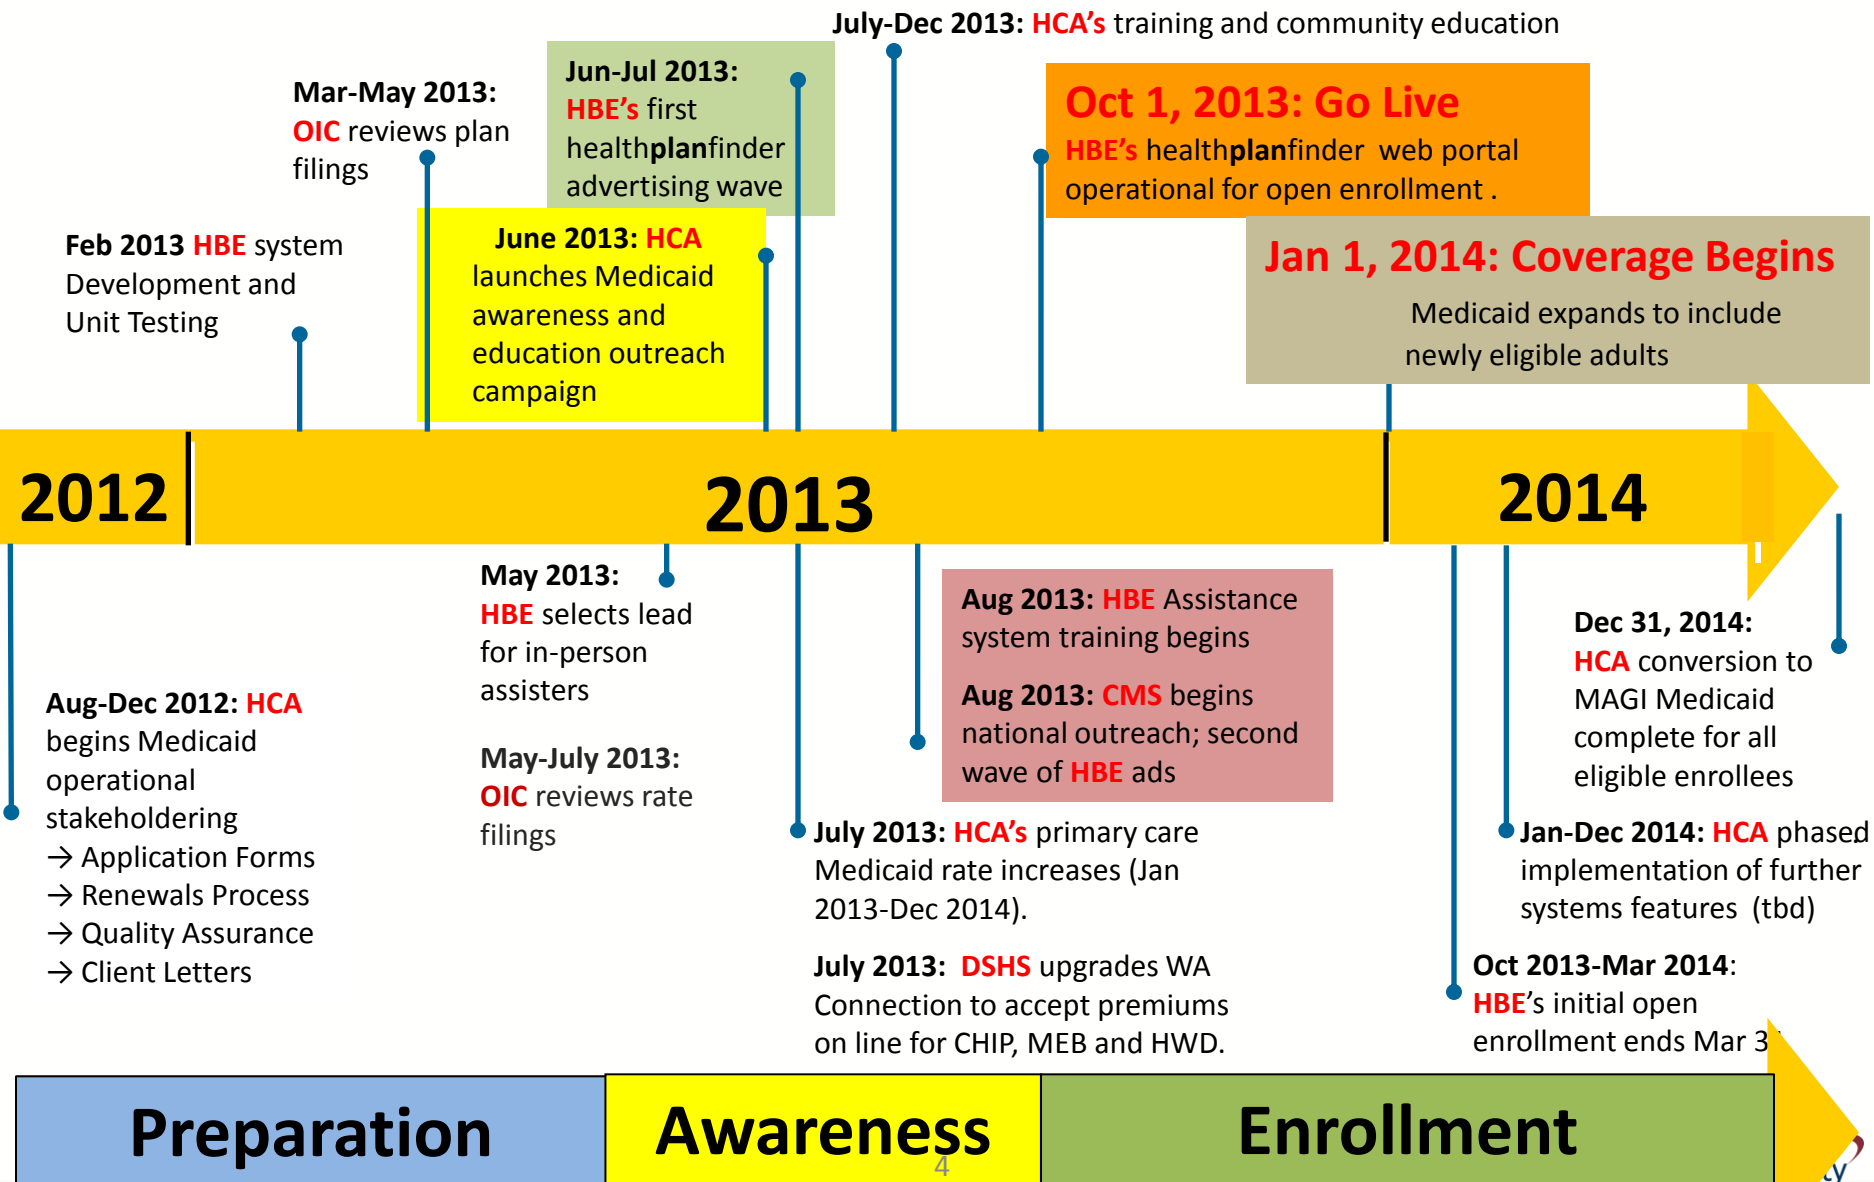 July-Dec 2013: HCA's training and community education
Jun-Jul 2013:
HBE's first
healthplanfinder
advertising wave
Mar-May 2013:
OIC reviews plan
filings
Oct 1, 2013: Go Live
HBE's healthplanfinder web portal
operational for open enrollment .
Feb 2013 HBE system
Development and
Unit Testing
June 2013: HCA
launches Medicaid
awareness and
education outreach
campaign
Jan 1, 2014: Coverage Begins
Medicaid expands to include
newly eligible adults
2012
2013
2014
Aug-Dec 2012: HCA
begins Medicaid
operational
stakeholdering
→ Application Forms
→ Renewals Process
→ Quality Assurance
→ Client Letters
May 2013:
HBE selects lead
for in-person
assisters
May-July 2013:
OIC reviews rate
filings
Aug 2013: HBE Assistance
system training begins
Aug 2013: CMS begins
national outreach; second
wave of HBE ads
July 2013: HCA's primary care
Medicaid rate increases (Jan
2013-Dec 2014).
July 2013: DSHS upgrades WA
Connection to accept premiums
on line for CHIP, MEB and HWD.
Dec 31, 2014:
HCA conversion to
MAGI Medicaid
complete for all
eligible enrollees
Jan-Dec 2014: HCA phased
implementation of further
systems features (tbd)
Oct 2013-Mar 2014:
HBE's initial open
enrollment ends Mar
Preparation
Awareness
Enrollment
4